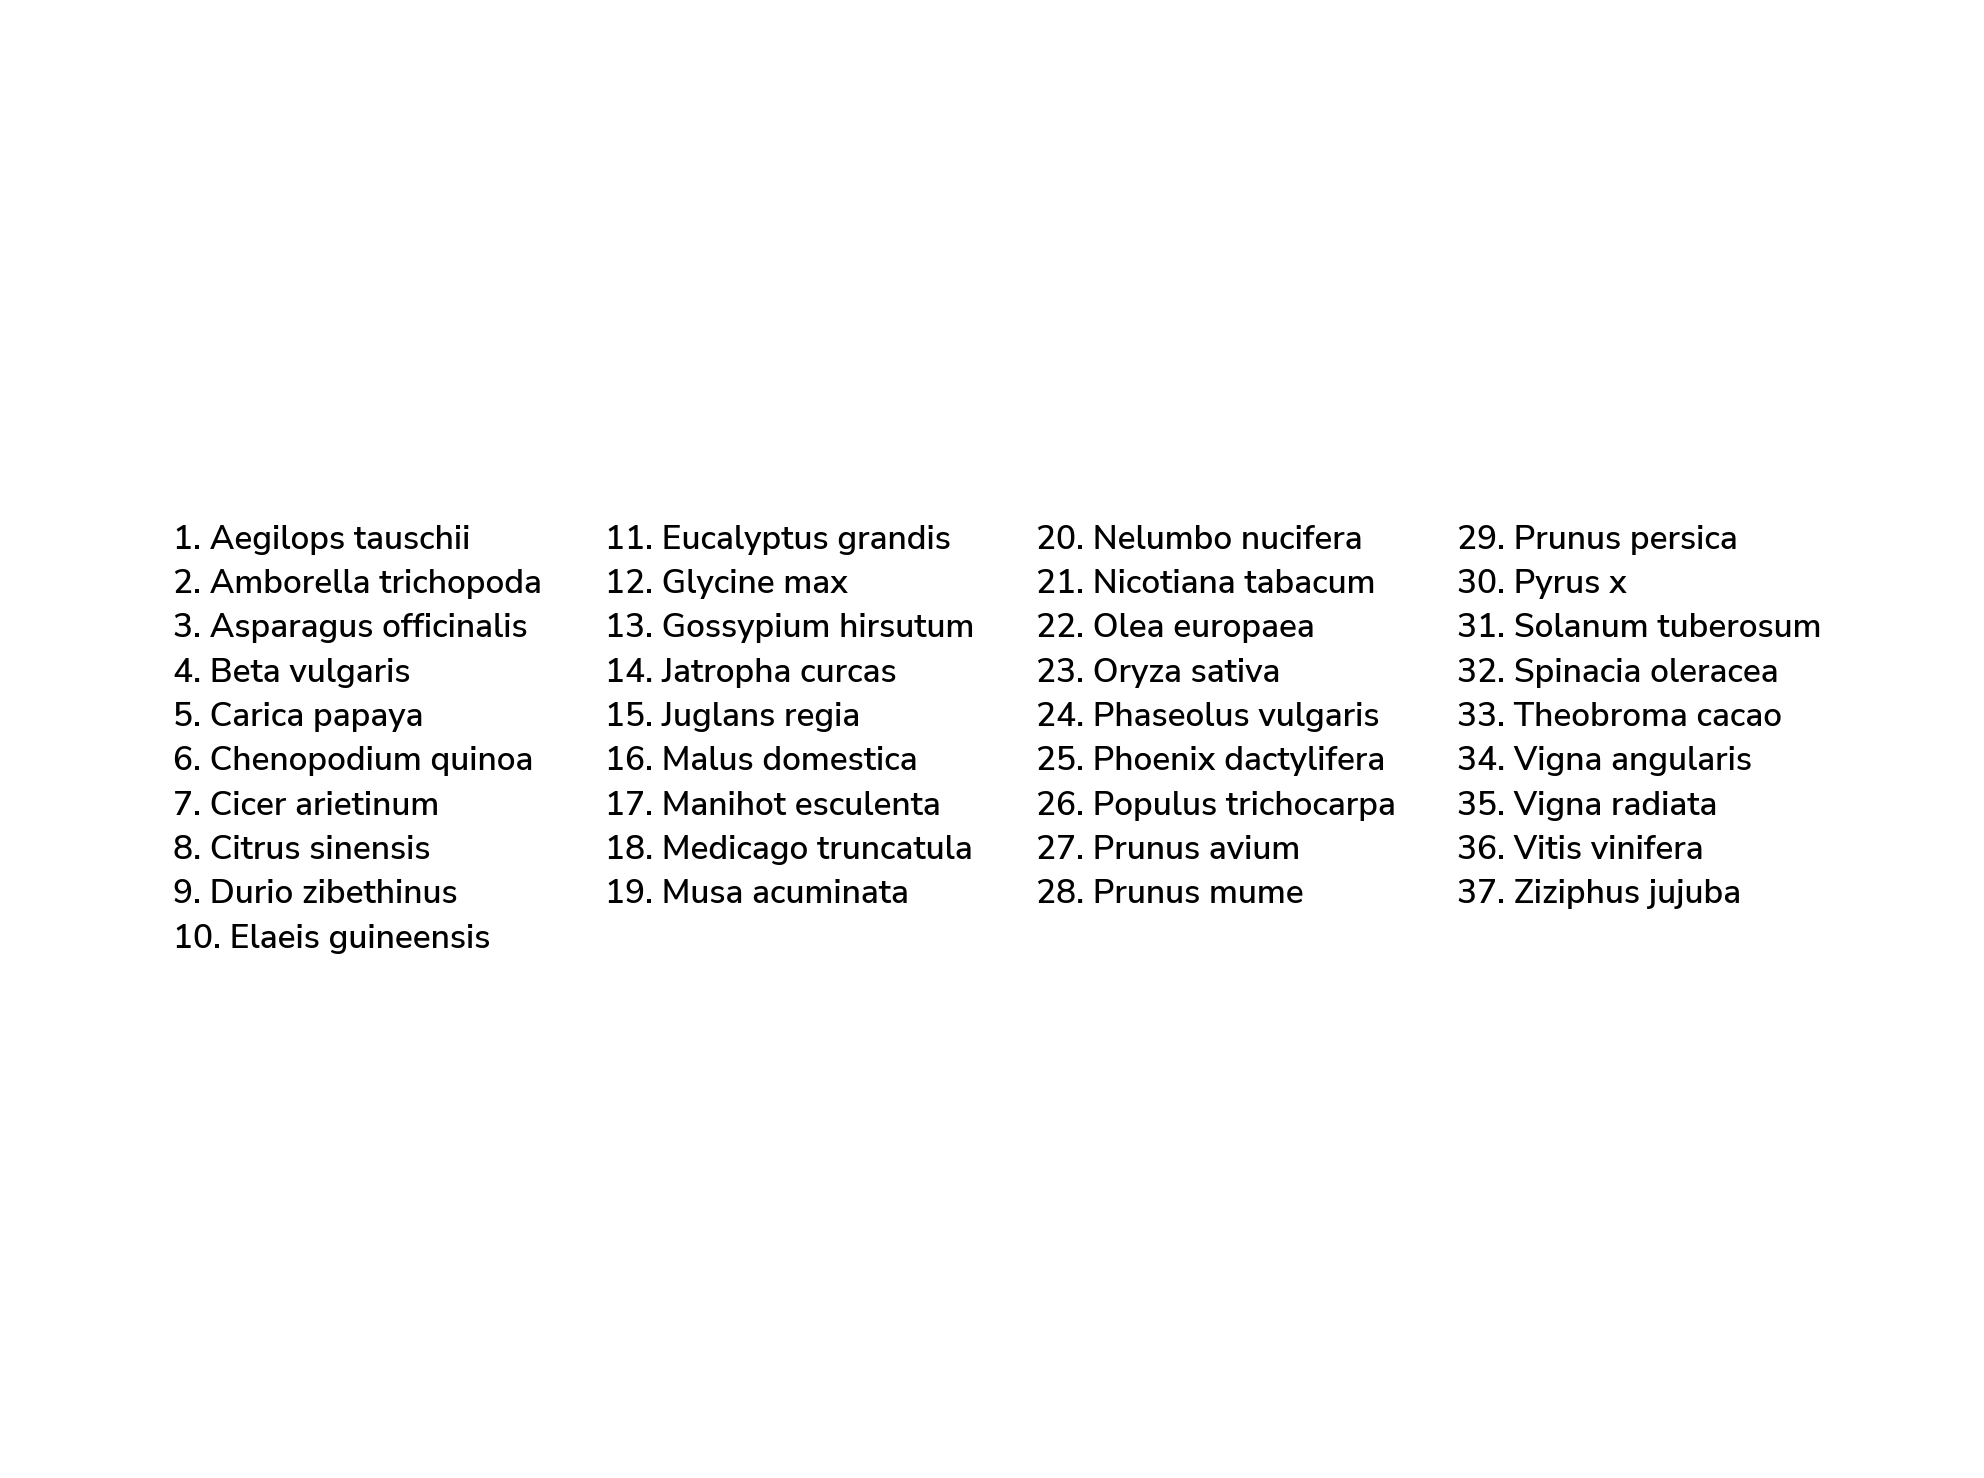 1. Aegilops tauschii
2. Amborella trichopoda
3. Asparagus officinalis
4. Beta vulgaris
5. Carica papaya
6. Chenopodium quinoa
7. Cicer arietinum
8. Citrus sinensis
9. Durio zibethinus
10. Elaeis guineensis
11. Eucalyptus grandis
12. Glycine max
13. Gossypium hirsutum
14. Jatropha curcas
15. Juglans regia
16. Malus domestica
17. Manihot esculenta
18. Medicago truncatula
19. Musa acuminata
20. Nelumbo nucifera
21. Nicotiana tabacum
22. Olea europaea
23. Oryza sativa
24. Phaseolus vulgaris
25. Phoenix dactylifera
26. Populus trichocarpa
27. Prunus avium
28. Prunus mume
29. Prunus persica
30. Pyrus x
31. Solanum tuberosum
32. Spinacia oleracea
33. Theobroma cacao
34. Vigna angularis
35. Vigna radiata
36. Vitis vinifera
37. Ziziphus jujuba